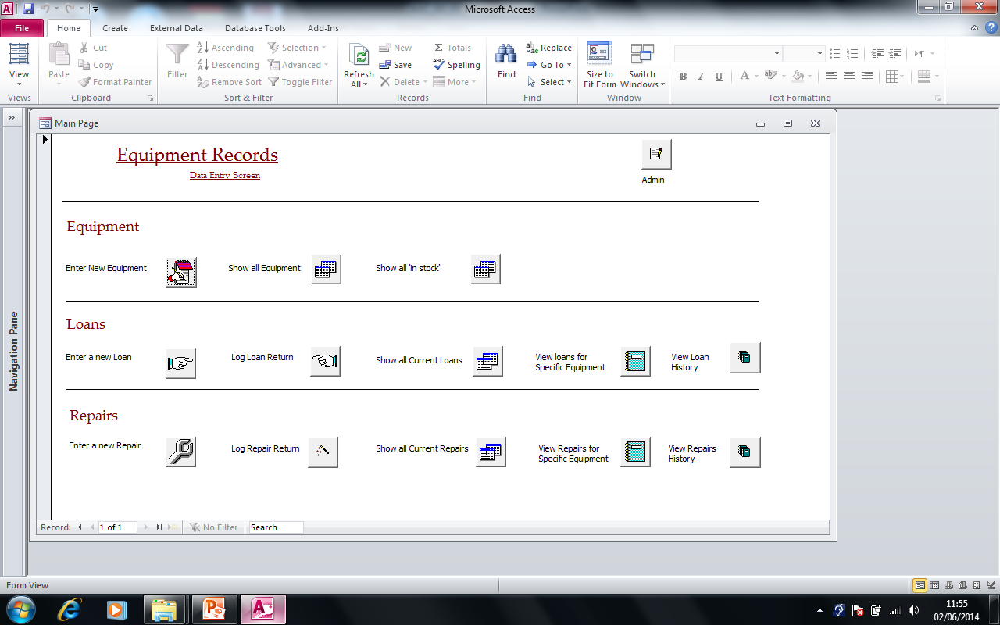 Microsoft Access
File Home Create External Data Database Tools Add-Ins
View
Views
Paste
Cut
Copy
Format Painter
Clipboard
Filter
Ascending
Descending
Remove Sort
Selection
Advanced
Toggle Filter
Sort & Filter
Refresh
All
New
Save
Delete
Totals
Spelling
More
Records
Find
Replace
Go To
Select
Find
Size to
Fit Form
Switch
Windows
Window
B I U A
Text Formatting
Navigation Pane
Main Page
Equipment Records
Data Entry Screen
Admin
Equipment
Enter New Equipment
Show all Equipment
Show all 'in stock'
Loans
Enter a new Loan
Log Loan Return
Show all Current Loans
View loans for
Specific Equipment
View Loan
History
Repairs
Enter a new Repair
Log Repair Return
Show all Current Repairs
View Repairs for
Specific Equipment
View Repairs
History
Record: 1 of 1 No Filter Search
Form View
11:55
02/06/2014